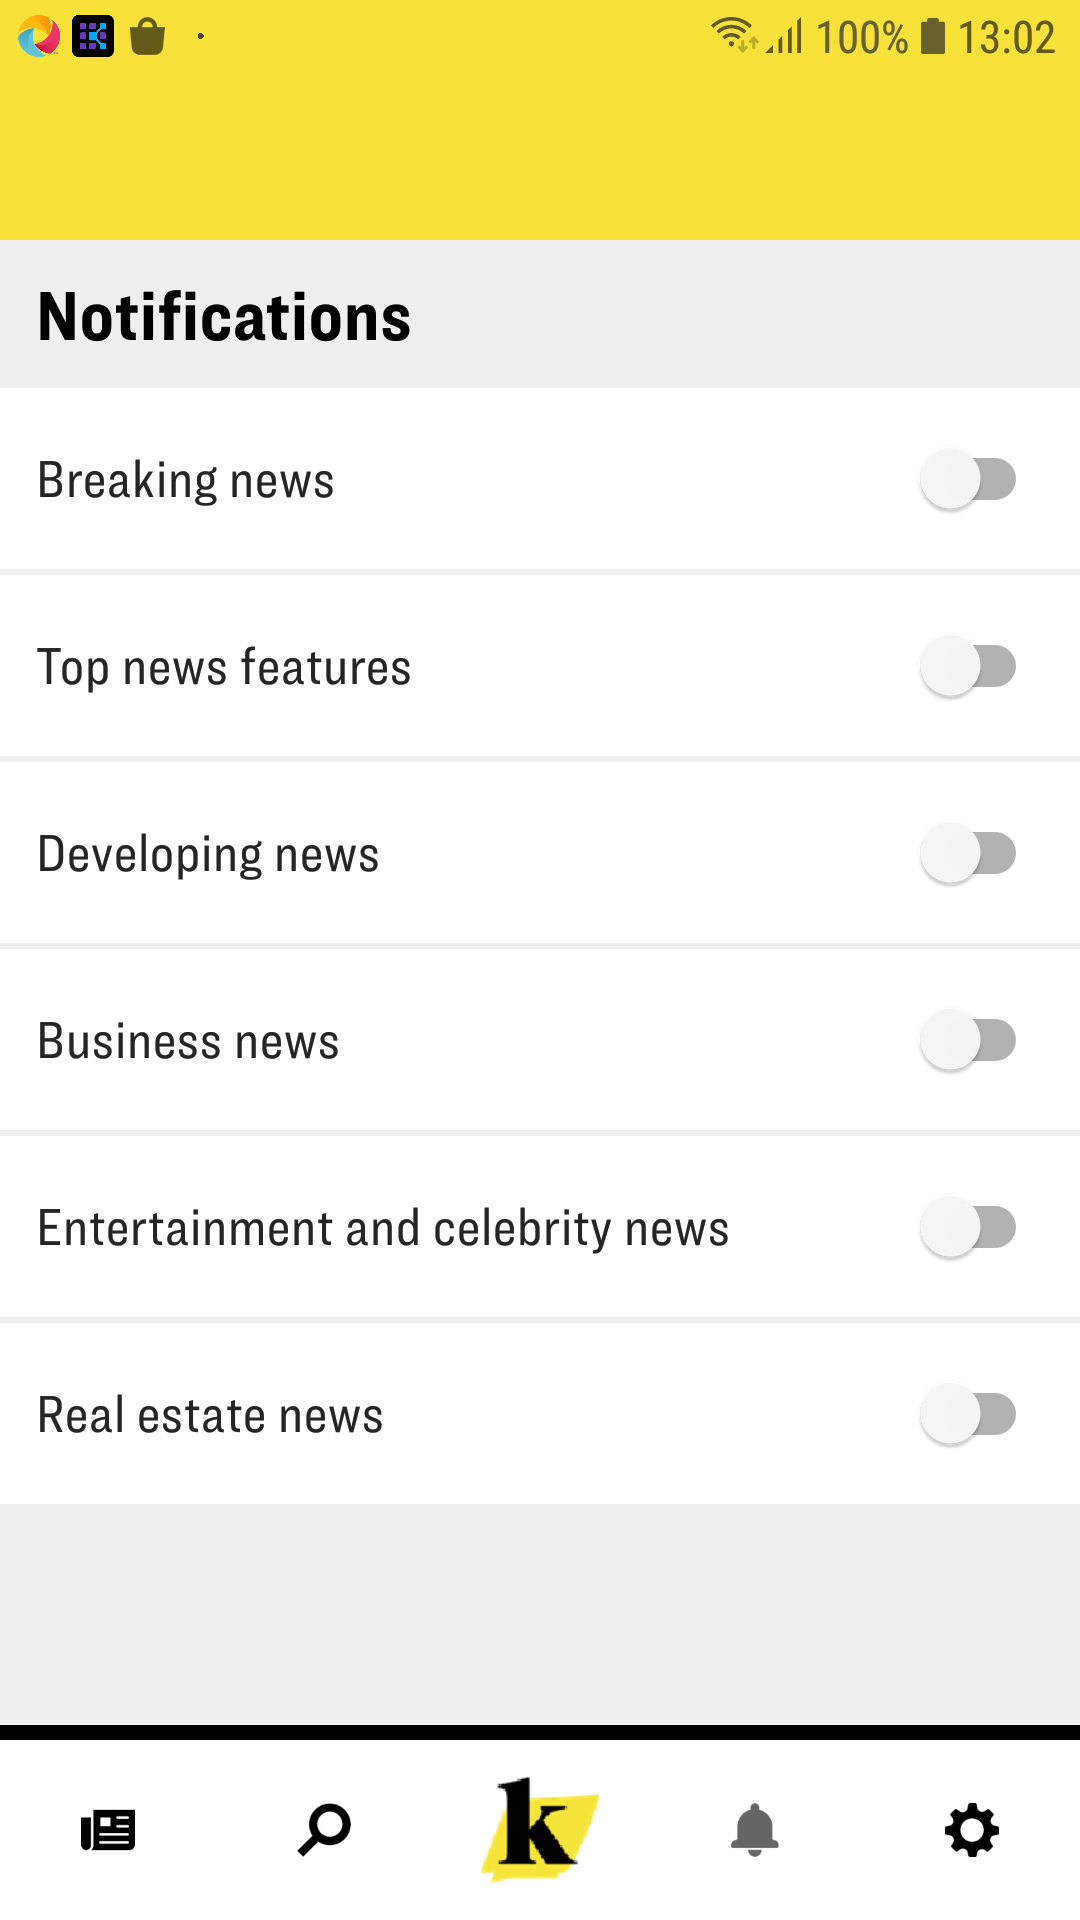 100% 13:02
Notifications
Breaking news
Top news features
Developing news
Business news
Entertainment and celebrity news
Real estate news
k